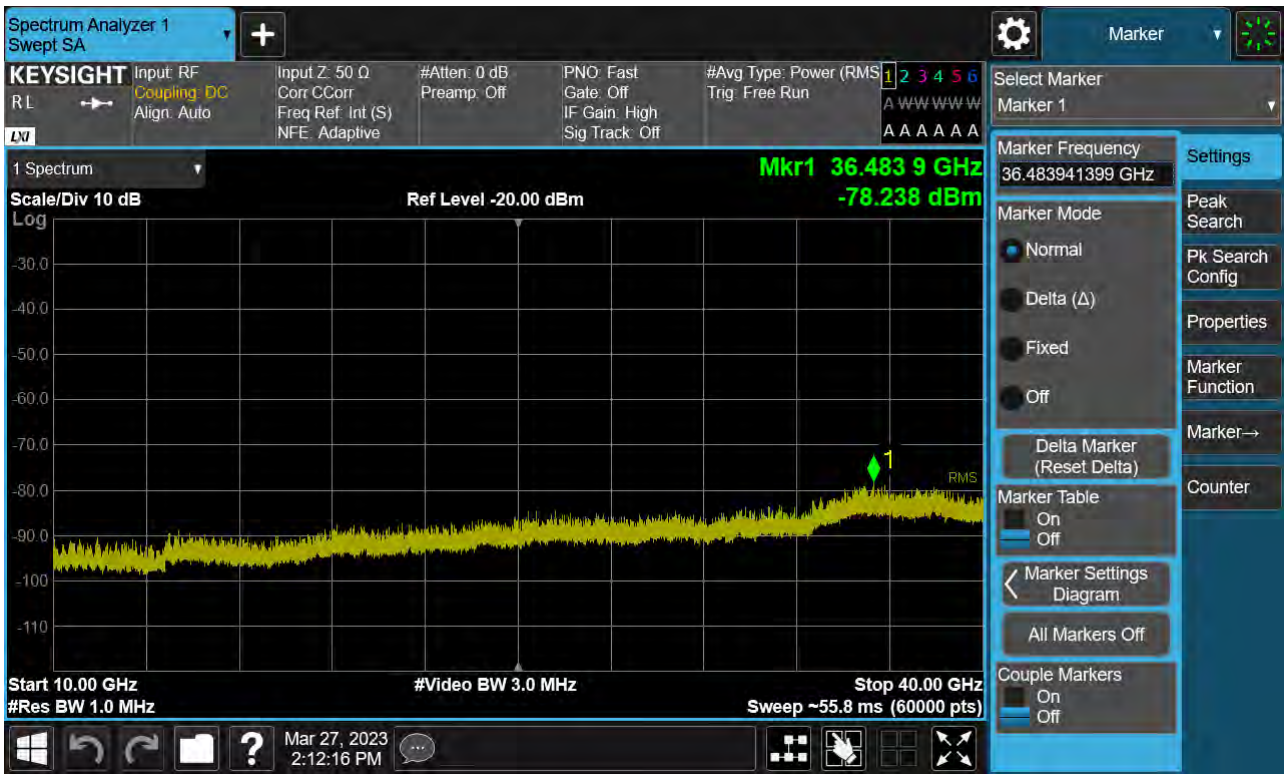 Spectrum Analyzer 1
Swept SA
+
Marker
KEYSIGHT
RL
LXI
Input: RF
Coupling: DC
Align: Auto
Input Z: 50 Ω
Corr CCorr
Freq Ref: Int (S)
NFE: Adaptive
#Atten: 0 dB
Preamp: Off
PNO: Fast
Gate: Off
IF Gain: High
Sig Track: Off
#Avg Type: Power (RMS
Trig: Free Run
1 2 3 4 5 6
A W W W W W
A A A A A A
Select Marker
Marker 1
1 Spectrum
Mkr1 36.483 9 GHz
Scale/Div 10 dB
Ref Level -20.00 dBm
-78.238 dBm
Log
-30.0
-40.0
-50.0
-60.0
-70.0
-80.0
-90.0
-100
-110
1
RMS
Start 10.00 GHz
#Video BW 3.0 MHz
Stop 40.00 GHz
#Res BW 1.0 MHz
Sweep ~55.8 ms (60000 pts)
Marker Frequency
36.483941399 GHz
Marker Mode
Normal
Delta (Δ)
Fixed
Off
Delta Marker
(Reset Delta)
Marker Table
On
Off
Marker Settings
Diagram
All Markers Off
Couple Markers
On
Off
Settings
Peak
Search
Pk Search
Config
Properties
Marker
Function
Marker→
Counter
?
Mar 27, 2023
2:12:16 PM